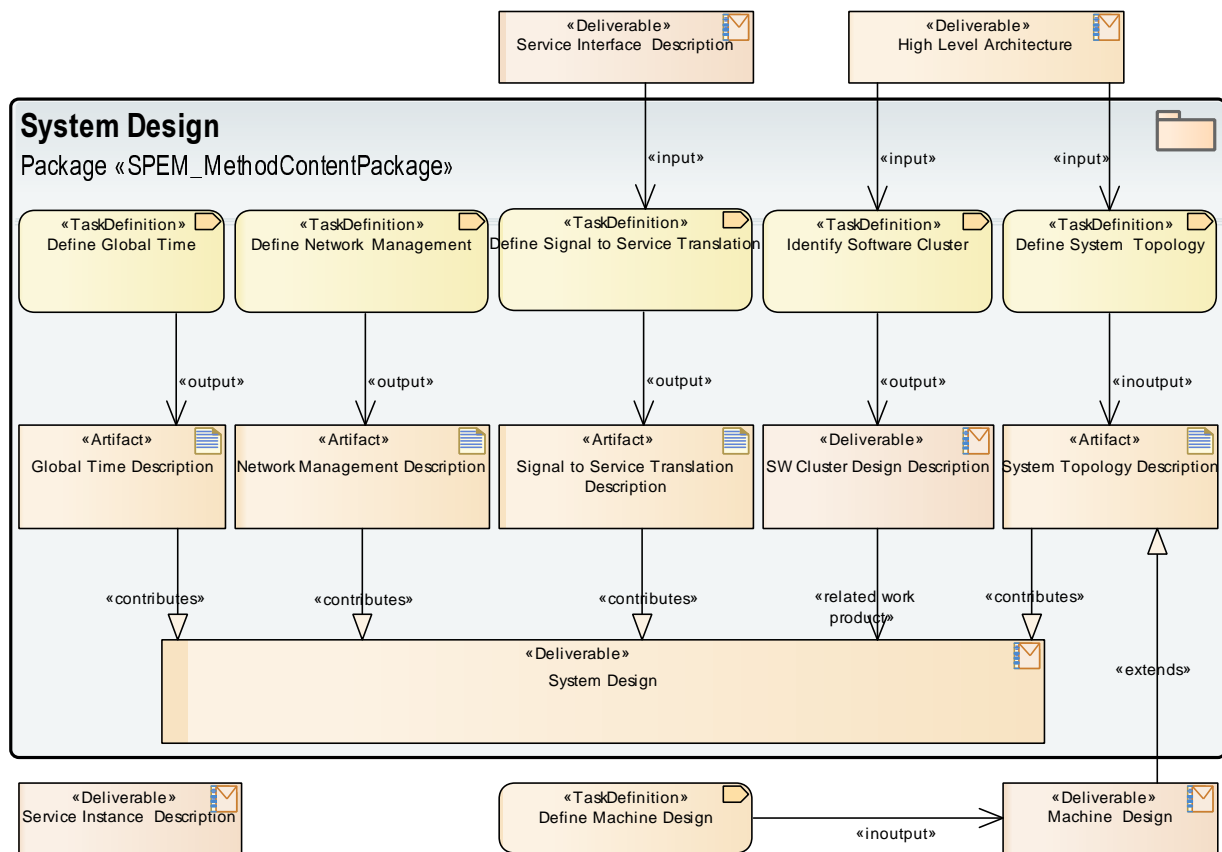 «Deliverable»
Service Interface Description
«Deliverable»
High Level Architecture
System Design
Package «SPEM_MethodContentPackage»
«input»
«input»
«input»
«TaskDefinition»
Define Global Time
«TaskDefinition»
Define Network Management
«TaskDefinition»
Define Signal to Service Translation
«TaskDefinition»
Identify Software Cluster
«TaskDefinition»
Define System Topology
«output»
«output»
«output»
«output»
«inoutput»
«Artifact»
Global Time Description
«Artifact»
Network Management Description
«Artifact»
Signal to Service Translation
Description
«Deliverable»
SW Cluster Design Description
«Artifact»
System Topology Description
«contributes»
«contributes»
«contributes»
«related work
product»
«contributes»
«Deliverable»
System Design
«extends»
«Deliverable»
Service Instance Description
«TaskDefinition»
Define Machine Design
«inoutput»
«Deliverable»
Machine Design